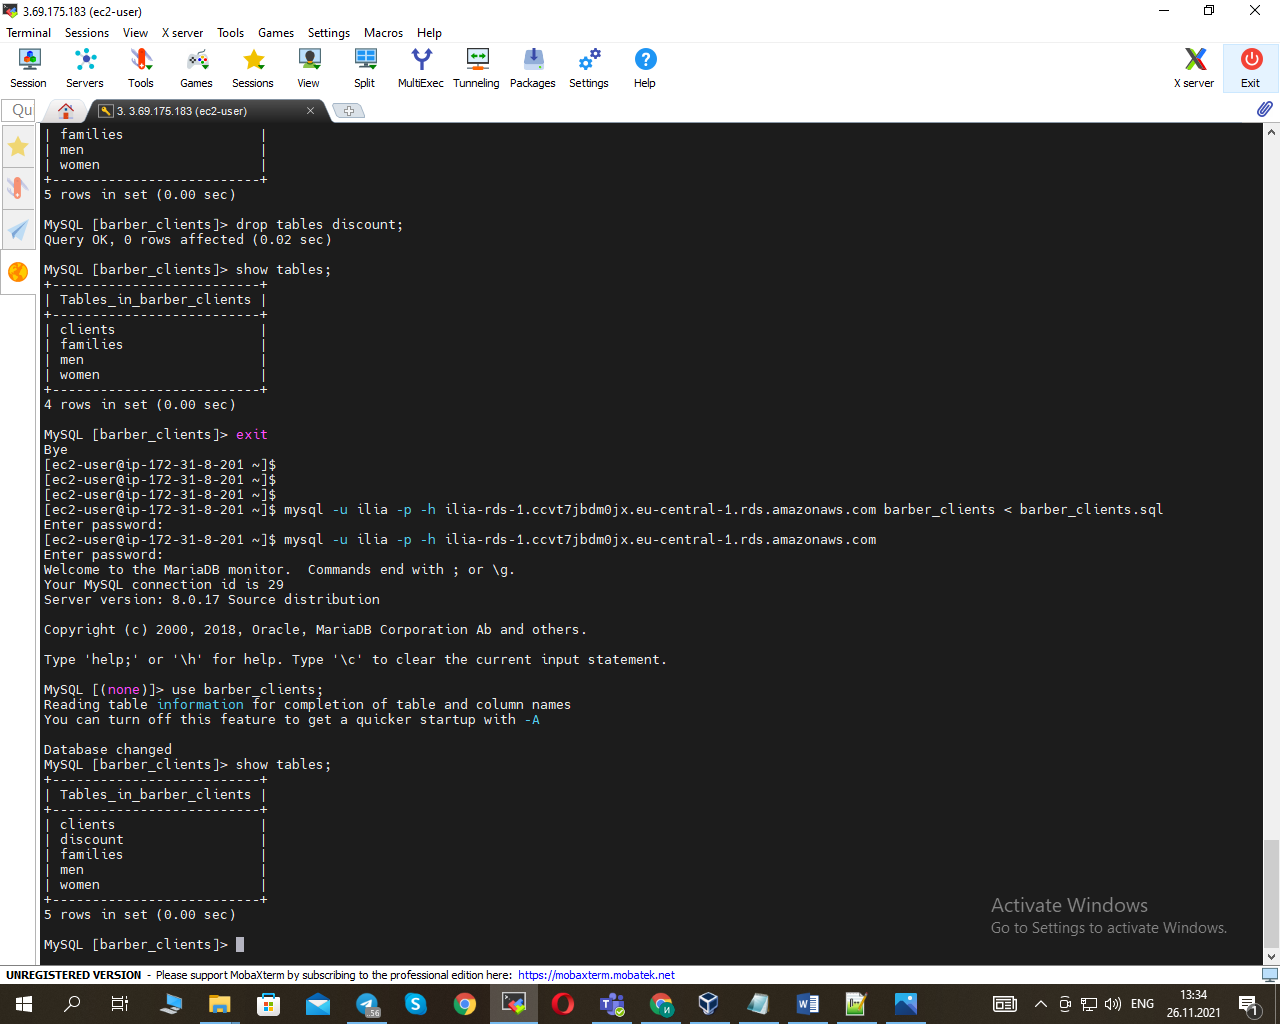 3.69.175.183 (ec2-user)
Terminal Sessions View X server Tools Games Settings Macros Help
Session Servers Tools Games Sessions View Split MultiExec Tunneling Packages Settings Help X server Exit
Qu
3. 3.69.175.183 (ec2-user)
| families |
| men |
| women |
+--------------------------+
5 rows in set (0.00 sec)
MySQL [barber_clients]> drop tables discount;
Query OK, 0 rows affected (0.02 sec)
MySQL [barber_clients]> show tables;
+--------------------------+
| Tables_in_barber_clients |
+--------------------------+
| clients |
| families |
| men |
| women |
+--------------------------+
4 rows in set (0.00 sec)
MySQL [barber_clients]> exit
Bye
[ec2-user@ip-172-31-8-201 ~]$
[ec2-user@ip-172-31-8-201 ~]$
[ec2-user@ip-172-31-8-201 ~]$
[ec2-user@ip-172-31-8-201 ~]$ mysql -u ilia -p -h ilia-rds-1.ccvt7jbdm0jx.eu-central-1.rds.amazonaws.com barber_clients < barber_clients.sql
Enter password:
[ec2-user@ip-172-31-8-201 ~]$ mysql -u ilia -p -h ilia-rds-1.ccvt7jbdm0jx.eu-central-1.rds.amazonaws.com
Enter password:
Welcome to the MariaDB monitor.  Commands end with ; or \g.
Your MySQL connection id is 29
Server version: 8.0.17 Source distribution
Copyright (c) 2000, 2018, Oracle, MariaDB Corporation Ab and others.
Type 'help;' or '\h' for help. Type '\c' to clear the current input statement.
MySQL [(none)]> use barber_clients;
Reading table information for completion of table and column names
You can turn off this feature to get a quicker startup with -A
Database changed
MySQL [barber_clients]> show tables;
+--------------------------+
| Tables_in_barber_clients |
+--------------------------+
| clients |
| discount |
| families |
| men |
| women |
+--------------------------+
5 rows in set (0.00 sec)
MySQL [barber_clients]>
Activate Windows
Go to Settings to activate Windows.
UNREGISTERED VERSION - Please support MobaXterm by subscribing to the professional edition here: https://mobaxterm.mobatek.net
.56
ENG
13:34
26.11.2021
1